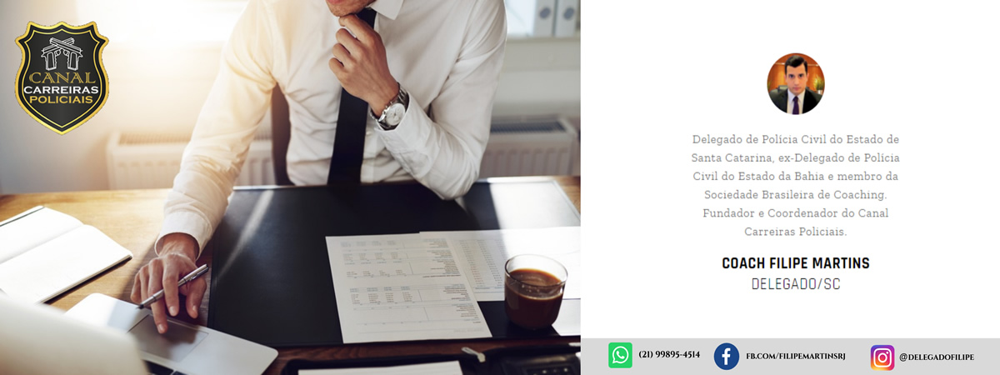 CANAL
CARREIRAS
POLICIAIS
Delegado de Polícia Civil do Estado de
Santa Catarina, ex-Delegado de Polícia
Civil do Estado da Bahia e membro da
Sociedade Brasileira de Coaching.
Fundador e Coordenador do Canal
Carreiras Policiais.
COACH FILIPE MARTINS
DELEGADO/SC
(21) 99895-4514
FB.COM/FILIPEMARTINSRJ
@DELEGADOFILIPE